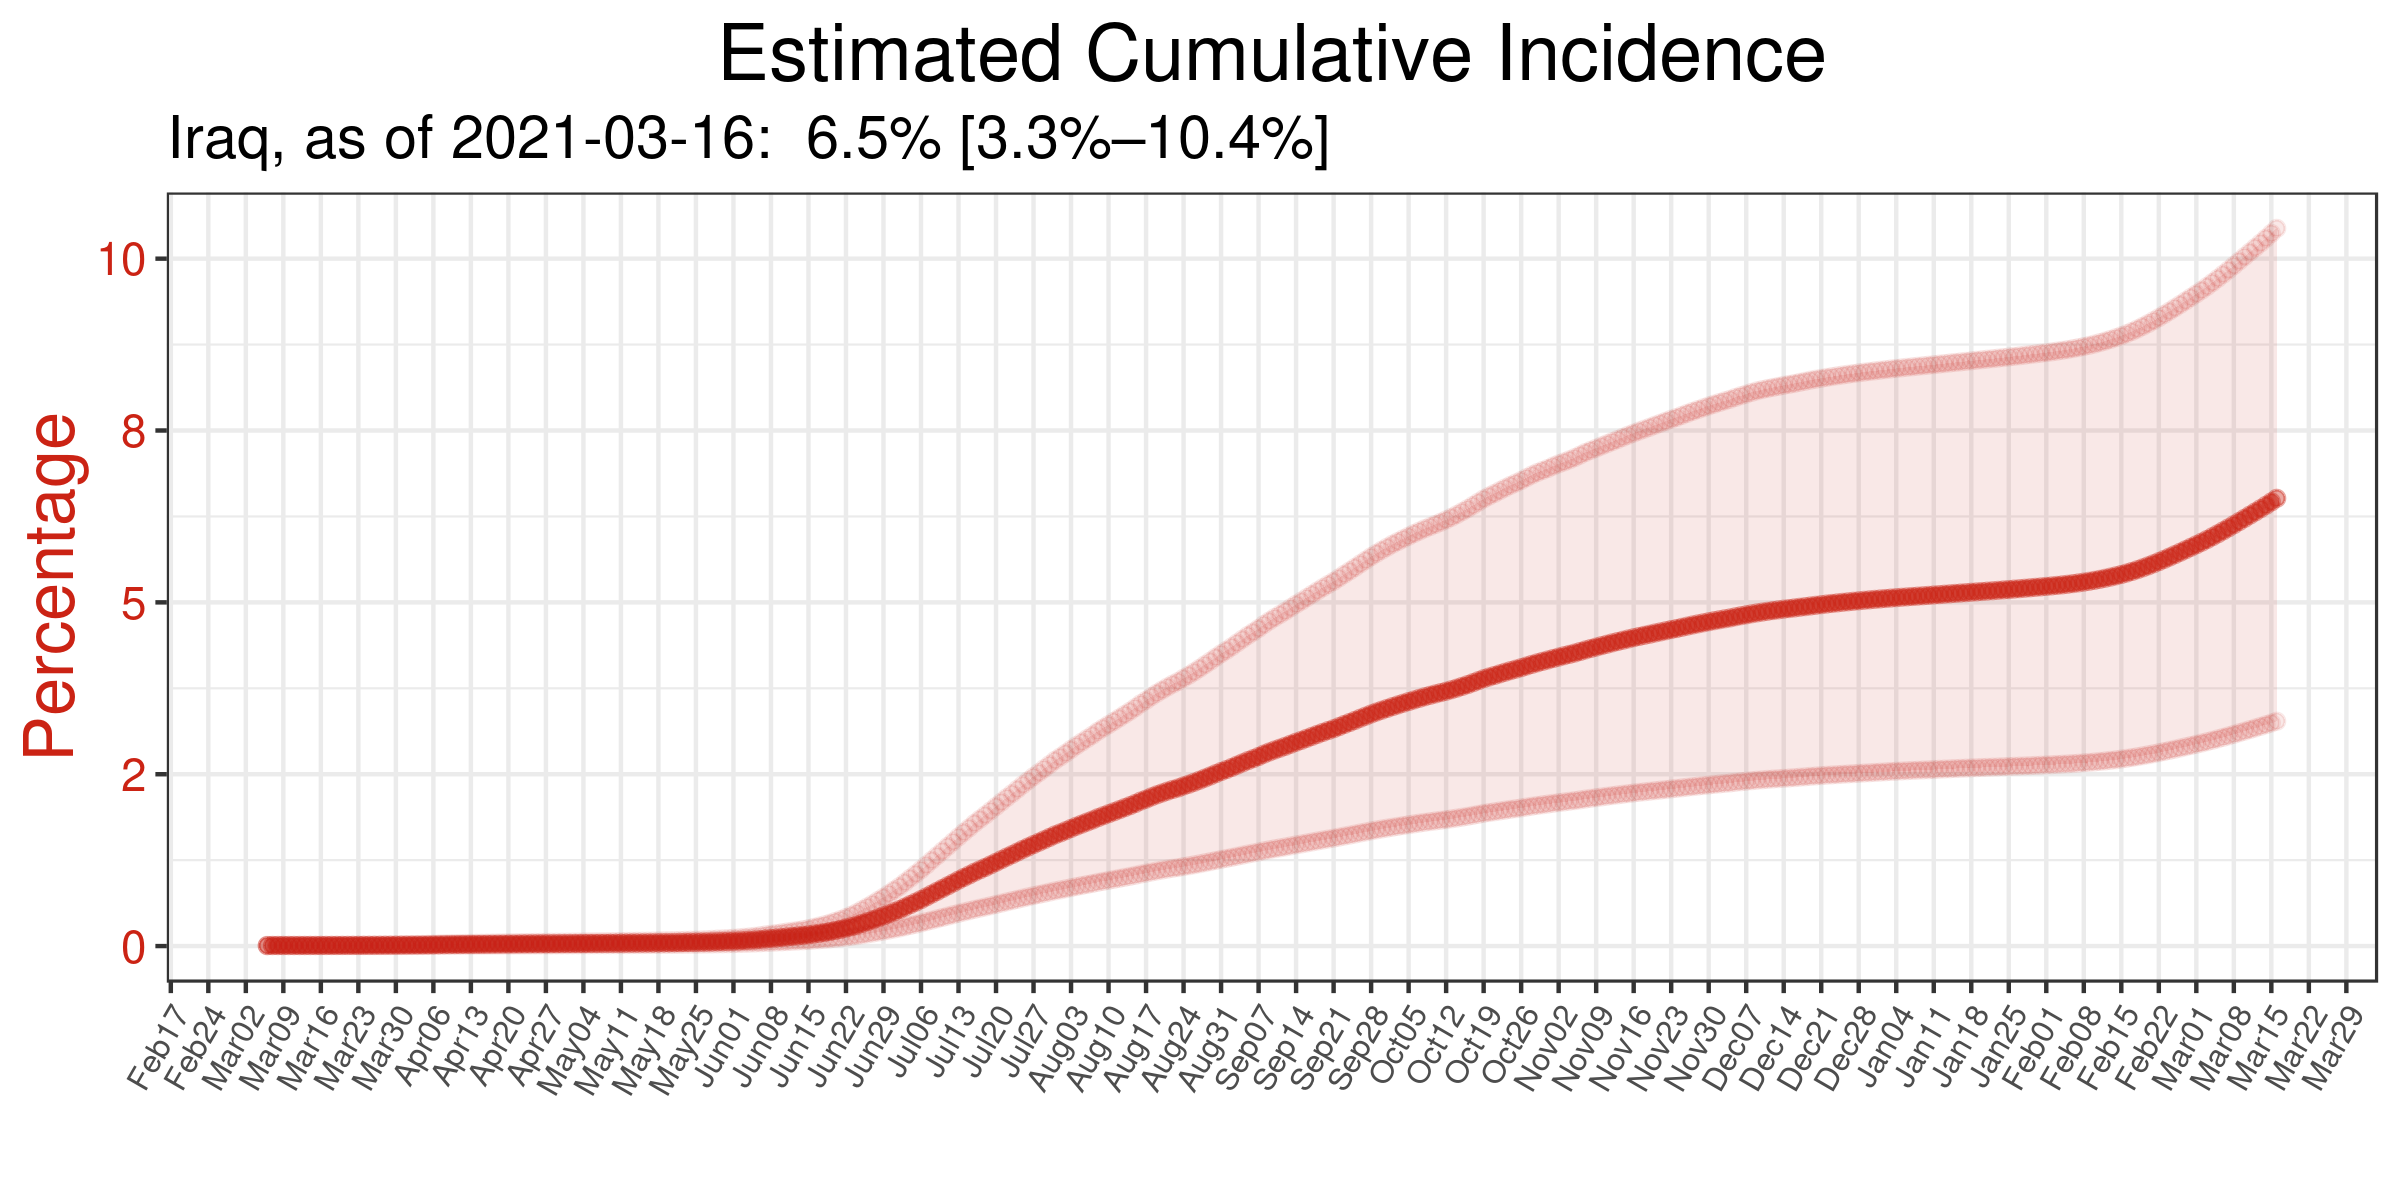 Estimated Cumulative Incidence
Iraq, as of 2021-03-16:  6.5% [3.3%–10.4%]
Percentage
10
8
5
2
0
Feb17
Feb24
Mar02
Mar09
Mar16
Mar23
Mar30
Apr06
Apr13
Apr20
Apr27
May04
May11
May18
May25
Jun01
Jun08
Jun15
Jun22
Jun29
Jul06
Jul13
Jul20
Jul27
Aug03
Aug10
Aug17
Aug24
Aug31
Sep07
Sep14
Sep21
Sep28
Oct05
Oct12
Oct19
Oct26
Nov02
Nov09
Nov16
Nov23
Nov30
Dec07
Dec14
Dec21
Dec28
Jan04
Jan11
Jan18
Jan25
Feb01
Feb08
Feb15
Feb22
Mar01
Mar08
Mar15
Mar22
Mar29